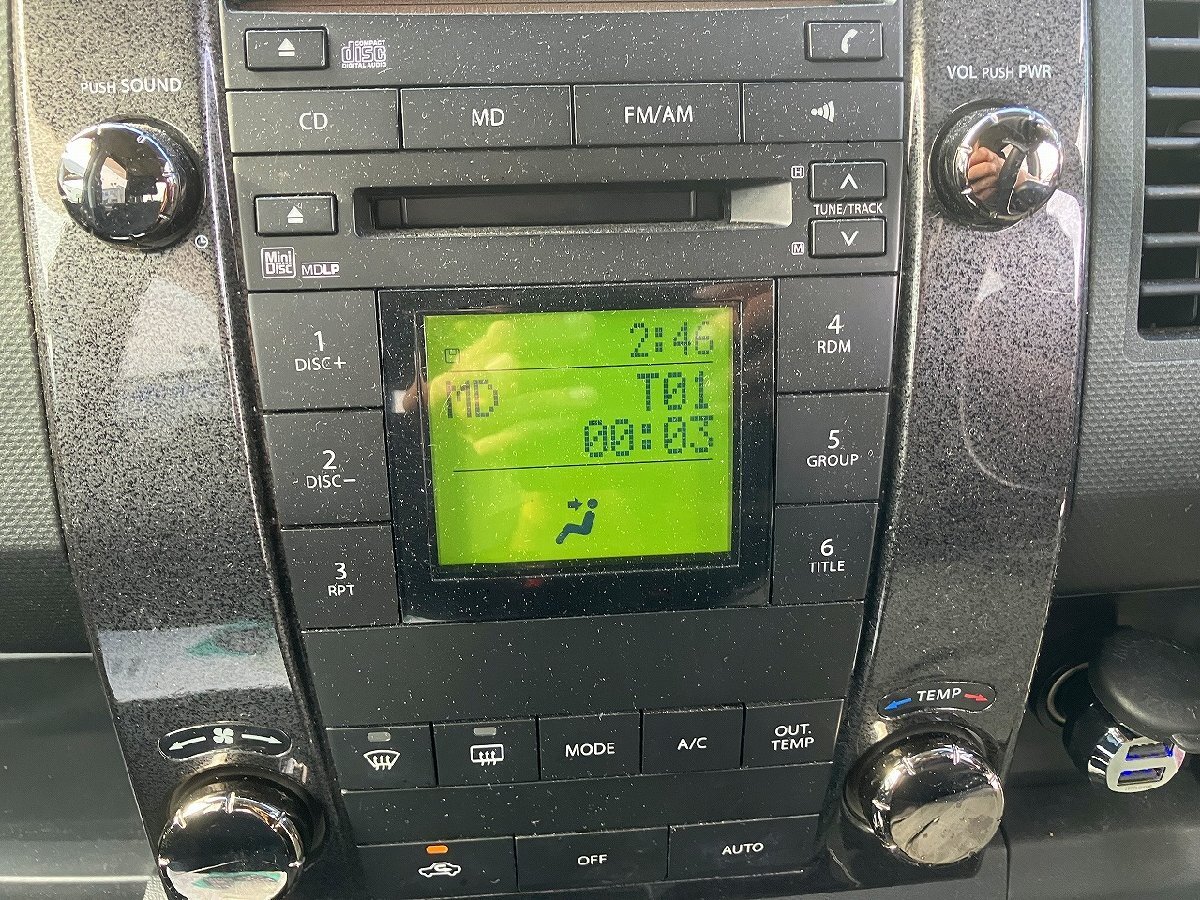 COMPACT
disc
DIGITAL AUDIO
PUSH SOUND
VOL PUSH PWR
CD
MD
FM/AM
H
TUNE/TRACK
M
Mini
Disc
MDLP
1
DISC+
2:46
MD
T01
00:03
4
RDM
2
DISC−
5
GROUP
3
RPT
6
TITLE
TEMP
MODE
A/C
OUT.
TEMP
OFF
AUTO